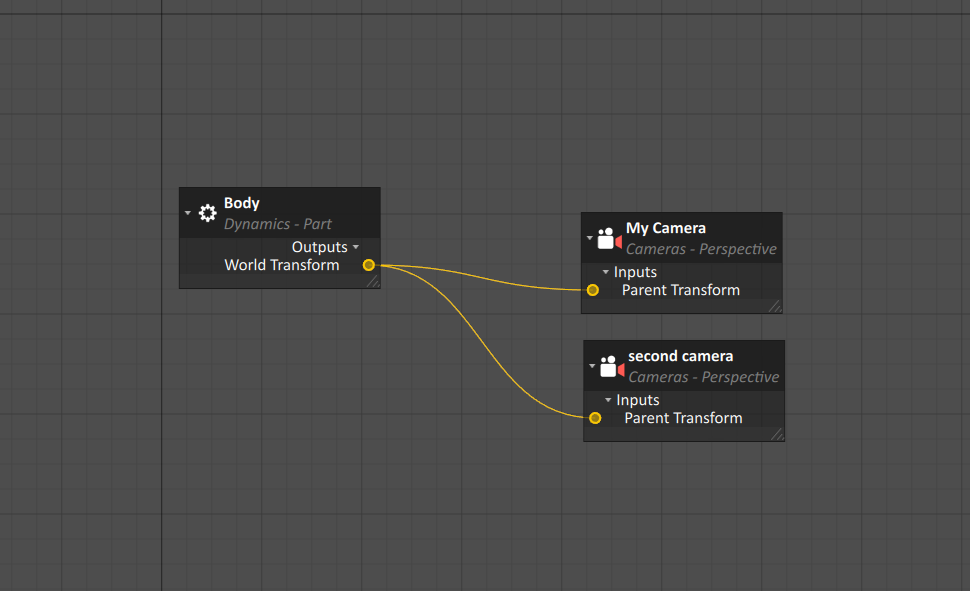 Body
Dynamics - Part
Outputs
World Transform
My Camera
Cameras - Perspective
Inputs
Parent Transform
second camera
Cameras - Perspective
Inputs
Parent Transform